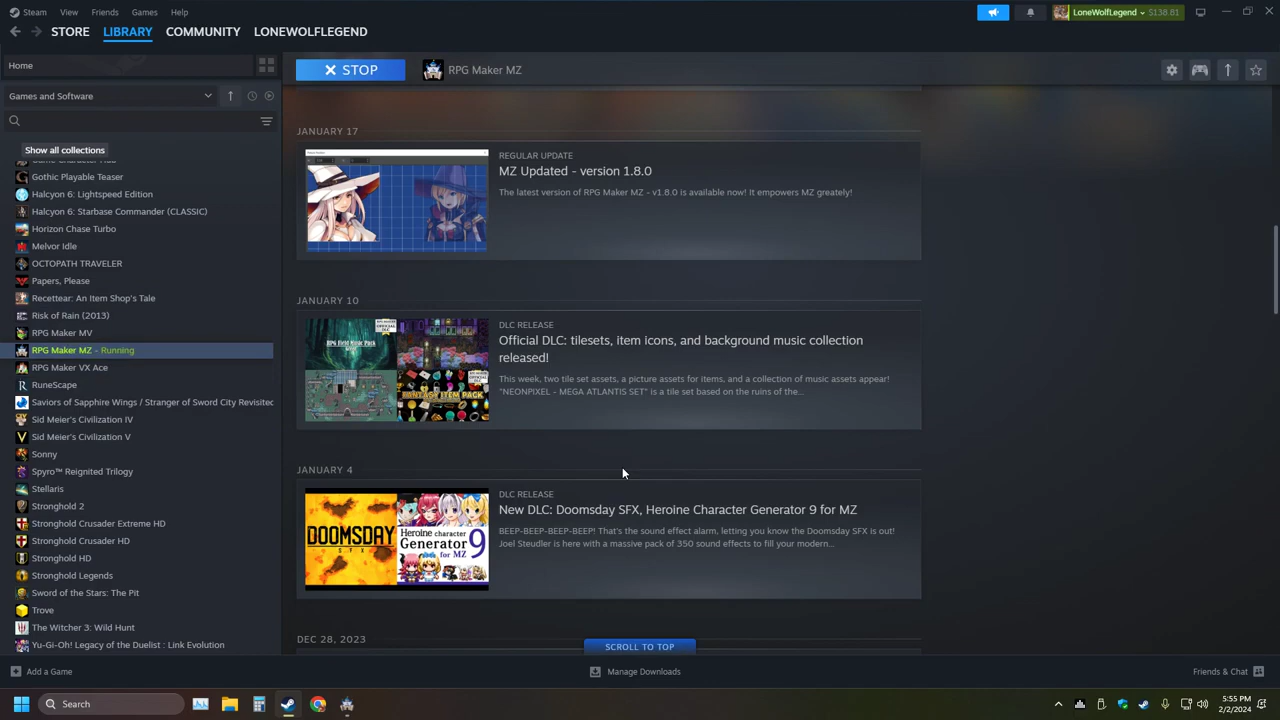 Steam View Friends Games Help
LoneWolfLegend $138.81
STORE LIBRARY COMMUNITY LONEWOLFLEGEND
Home
STOP RPG Maker MZ
Games and Software
Show all collections
Gothic Playable Teaser
Halcyon 6: Lightspeed Edition
Halcyon 6: Starbase Commander (CLASSIC)
Horizon Chase Turbo
Melvor Idle
OCTOPATH TRAVELER
Papers, Please
Recettear: An Item Shop's Tale
Risk of Rain (2013)
RPG Maker MV
RPG Maker MZ - Running
RPG Maker VX Ace
RuneScape
Saviors of Sapphire Wings / Stranger of Sword City Revisited
Sid Meier's Civilization IV
Sid Meier's Civilization V
Sonny
Spyro™ Reignited Trilogy
Stellaris
Stronghold 2
Stronghold Crusader Extreme HD
Stronghold Crusader HD
Stronghold HD
Stronghold Legends
Sword of the Stars: The Pit
Trove
The Witcher 3: Wild Hunt
Yu-Gi-Oh! Legacy of the Duelist : Link Evolution
JANUARY 17
REGULAR UPDATE
MZ Updated - version 1.8.0
The latest version of RPG Maker MZ - v1.8.0 is available now! It empowers MZ greately!
JANUARY 10
RPG Field Music Pack
FANTASY ITEM PACK
DLC RELEASE
Official DLC: tilesets, item icons, and background music collection
released!
This week, two tile set assets, a picture assets for items, and a collection of music assets appear!
"NEONPIXEL - MEGA ATLANTIS SET" is a tile set based on the ruins of the...
JANUARY 4
DOOMSDAY
SFX
Heroine character
Generator 9
for MZ
DLC RELEASE
New DLC: Doomsday SFX, Heroine Character Generator 9 for MZ
BEEP-BEEP-BEEP-BEEP! That's the sound effect alarm, letting you know the Doomsday SFX is out!
Joel Steudler is here with a massive pack of 350 sound effects to fill your modern...
DEC 28, 2023
SCROLL TO TOP
Add a Game Manage Downloads Friends & Chat
Search
5:55 PM
2/2/2024